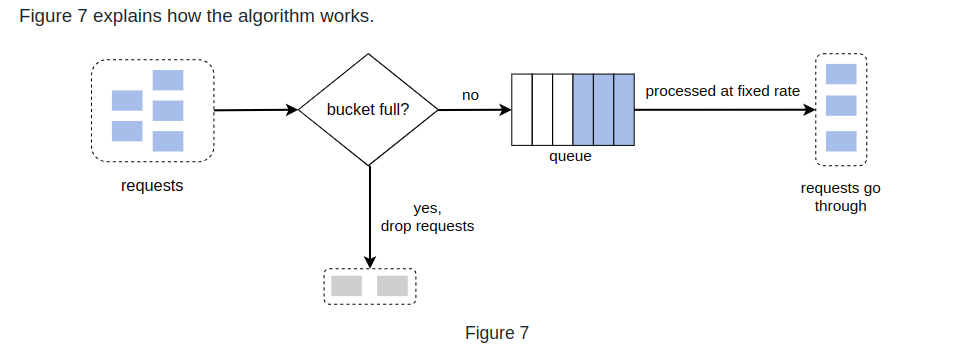 Figure 7 explains how the algorithm works.
bucket full?
no
processed at fixed rate
queue
requests
requests go
through
yes,
drop requests
Figure 7